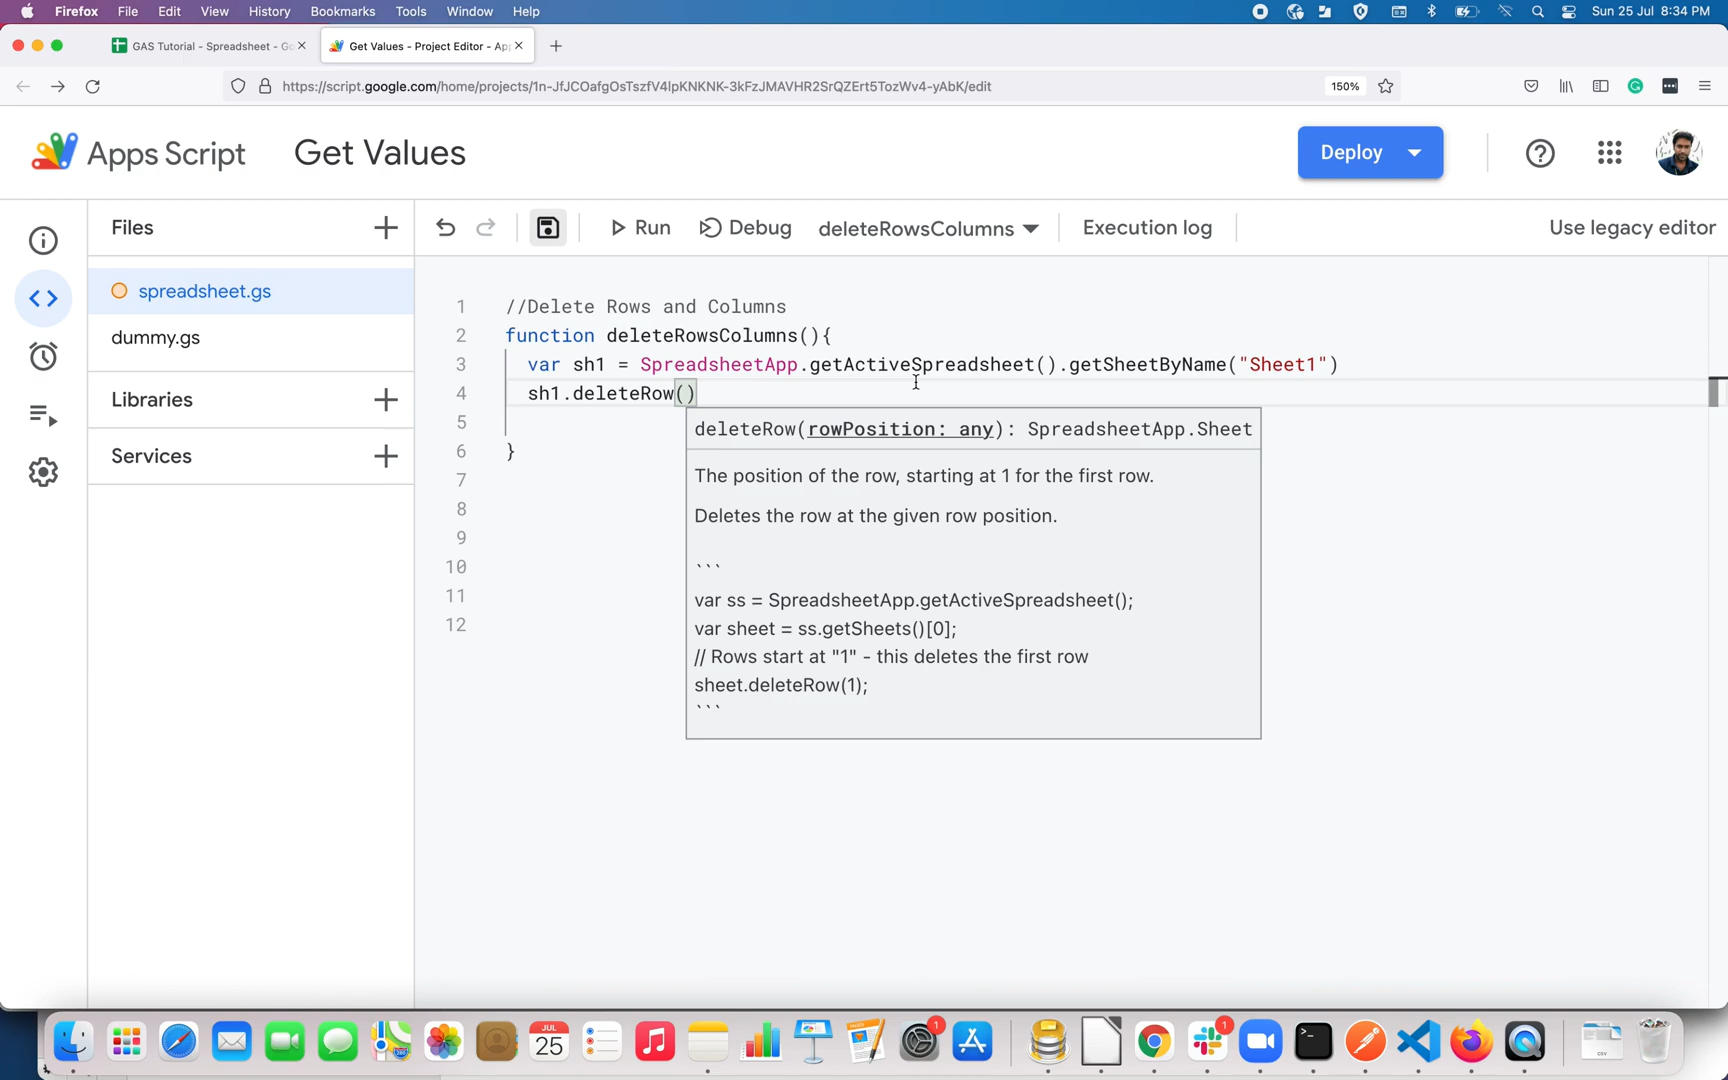 Firefox File Edit View History Bookmarks Tools Window Help Sun 25 Jul 8:34 PM
GAS Tutorial - Spreadsheet - Go
Get Values - Project Editor - App
https://script.google.com/home/projects/1n-JfJCOafgOsTszfV4lpKNKNK-3kFzJMAVHR2SrQZErt5TozWv4-yAbK/edit 150%
Apps Script Get Values Deploy
Files
Run Debug deleteRowsColumns Execution log Use legacy editor
spreadsheet.gs
dummy.gs
Libraries
Services
1 //Delete Rows and Columns
2 function deleteRowsColumns(){
3 var sh1 = SpreadsheetApp.getActiveSpreadsheet().getSheetByName("Sheet1")
4 sh1.deleteRow()
5
6 }
7
8
9
10
11
12
deleteRow(rowPosition: any): SpreadsheetApp.Sheet
The position of the row, starting at 1 for the first row.
Deletes the row at the given row position.
```
var ss = SpreadsheetApp.getActiveSpreadsheet();
var sheet = ss.getSheets()[0];
// Rows start at "1" - this deletes the first row
sheet.deleteRow(1);
```
JUL
25
1
1
CSV